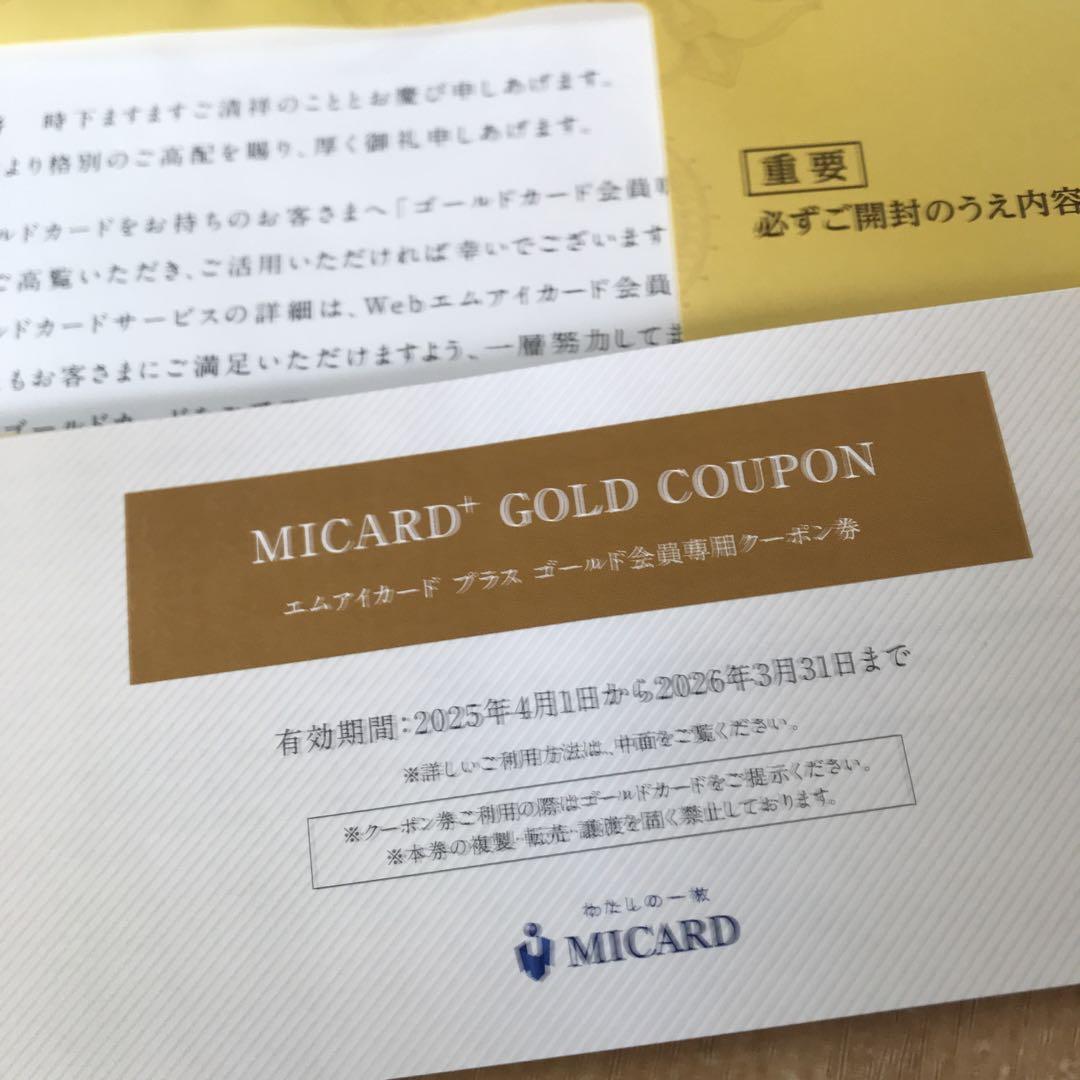 時下ますますご清祥のこととお慶び申しあげます。
より格別のご高配を賜り、厚く御礼申しあげます。
ルドカードをお持ちのお客さまへ「ゴールドカード会員
ご高覧いただき、ご活用いただければ幸いでございます
ルドカードサービスの詳細は、Webエムアイカード会員
もお客さまにご満足いただけますよう、一層努力してま
ゴールドカード
重要
必ずご開封のうえ内容
MICARD+ GOLD COUPON
エムアイカード プラス ゴールド会員専用クーポン券
有効期間：2025年4月1日から2026年3月31日まで
※詳しいご利用方法は、中面をご覧ください。
※クーポン券ご利用の際はゴールドカードをご提示ください。
※本券の複製・転売・譲渡を固く禁止しております。
わたしの一枚
MICARD